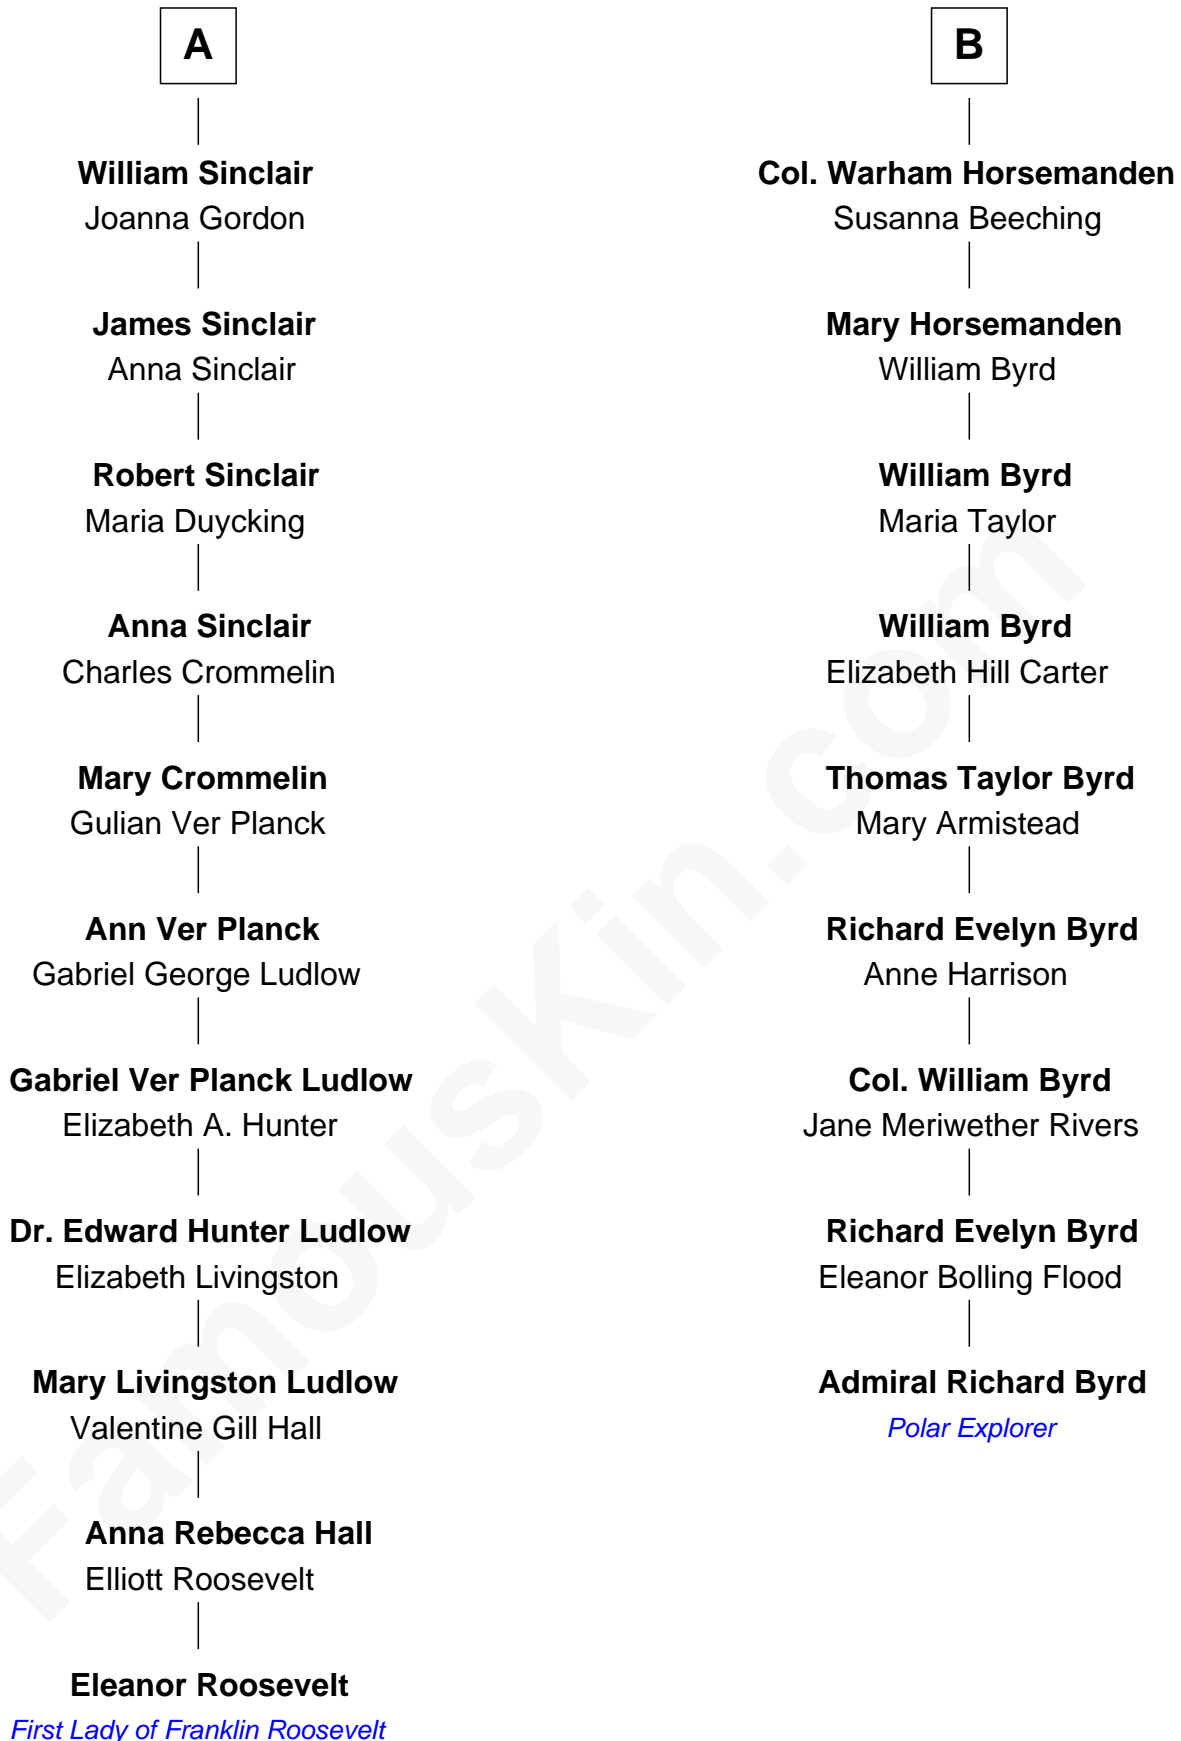 A
William Sinclair
Joanna Gordon
James Sinclair
Anna Sinclair
Robert Sinclair
Maria Duycking
Anna Sinclair
Charles Crommelin
Mary Crommelin
Gulian Ver Planck
Ann Ver Planck
Gabriel George Ludlow
Gabriel Ver Planck Ludlow
Elizabeth A. Hunter
Dr. Edward Hunter Ludlow
Elizabeth Livingston
Mary Livingston Ludlow
Valentine Gill Hall
Anna Rebecca Hall
Elliott Roosevelt
Eleanor Roosevelt
First Lady of Franklin Roosevelt
B
Col. Warham Horsemanden
Susanna Beeching
Mary Horsemanden
William Byrd
William Byrd
Maria Taylor
William Byrd
Elizabeth Hill Carter
Thomas Taylor Byrd
Mary Armistead
Richard Evelyn Byrd
Anne Harrison
Col. William Byrd
Jane Meriwether Rivers
Richard Evelyn Byrd
Eleanor Bolling Flood
Admiral Richard Byrd
Polar Explorer
FamousKin.com